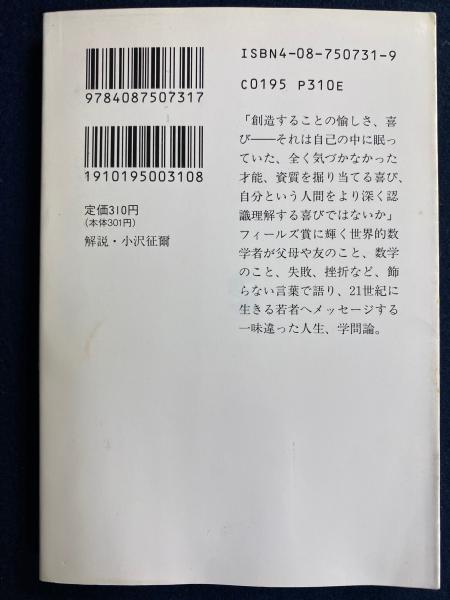 ISBN4-08-750731-9
C0195 P310E
9784087507317
1910195003108
定価310円
(本体301円)
解説・小沢征爾
「創造することの愉しさ、喜
び――それは自己の中に眠っ
ていた、全く気づかなかった
才能、資質を掘り当てる喜び、
自分という人間をより深く認
識理解する喜びではないか」
フィールズ賞に輝く世界的数
学者が父母や友のこと、数学
のこと、失敗、挫折など、飾
らない言葉で語り、21世紀に
生きる若者へメッセージする
一味違った人生、学問論。